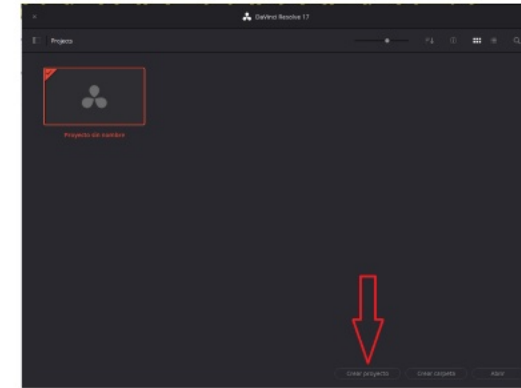 DaVinci Resolve 17
Projects
Proyecto sin nombre
Crear proyecto
Crear carpeta
Abrir